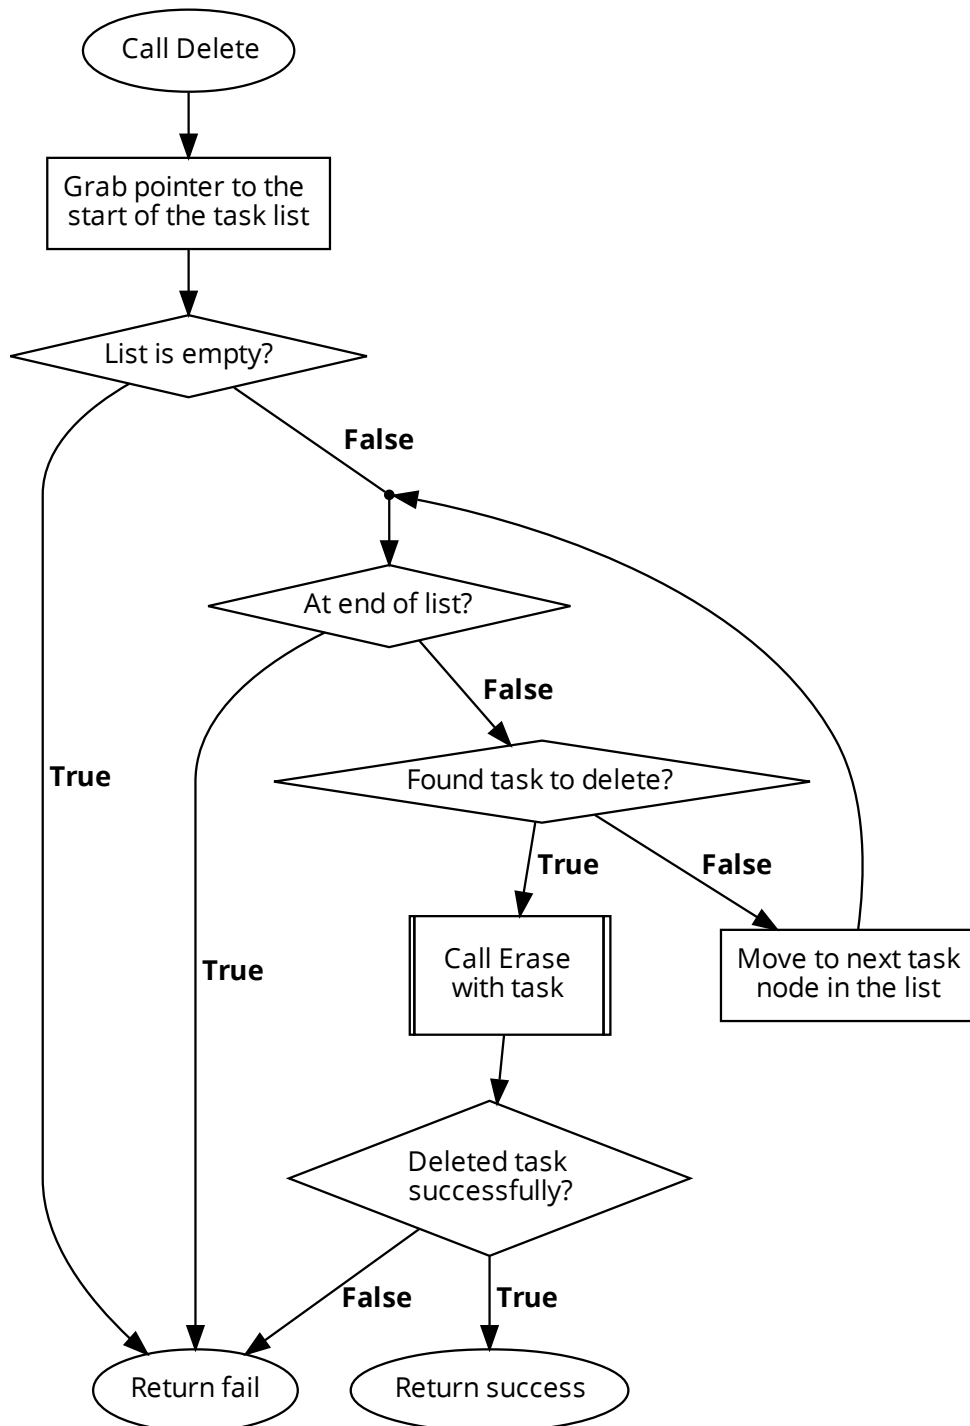 Call Delete
Grab pointer to the
start of the task list
List is empty?
False
At end of list?
False
True
Found task to delete?
True
False
True
Call Erase
with task
Move to next task
node in the list
Deleted task
successfully?
False
True
Return fail
Return success